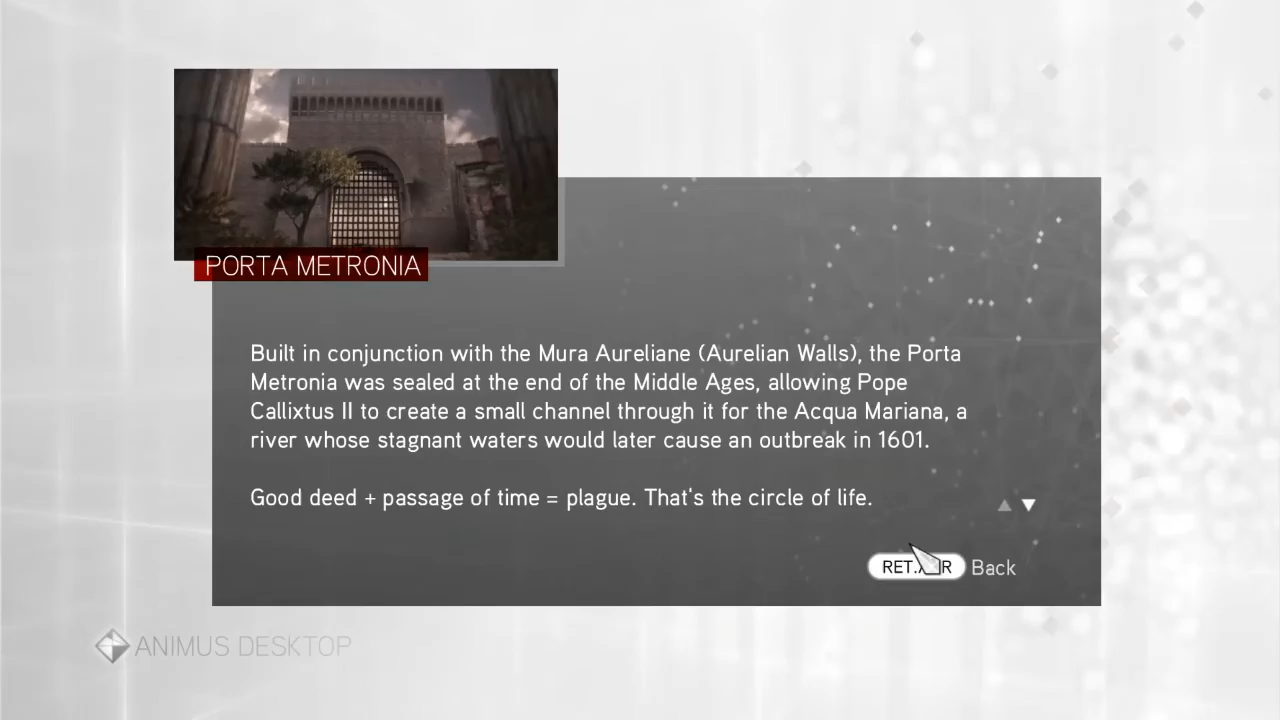 PORTA METRONIA
Built in conjunction with the Mura Aureliane (Aurelian Walls), the Porta
Metronia was sealed at the end of the Middle Ages, allowing Pope
Callixtus II to create a small channel through it for the Acqua Mariana, a
river whose stagnant waters would later cause an outbreak in 1601.
Good deed + passage of time = plague. That's the circle of life.
Back
ANIMUS DESKTOP